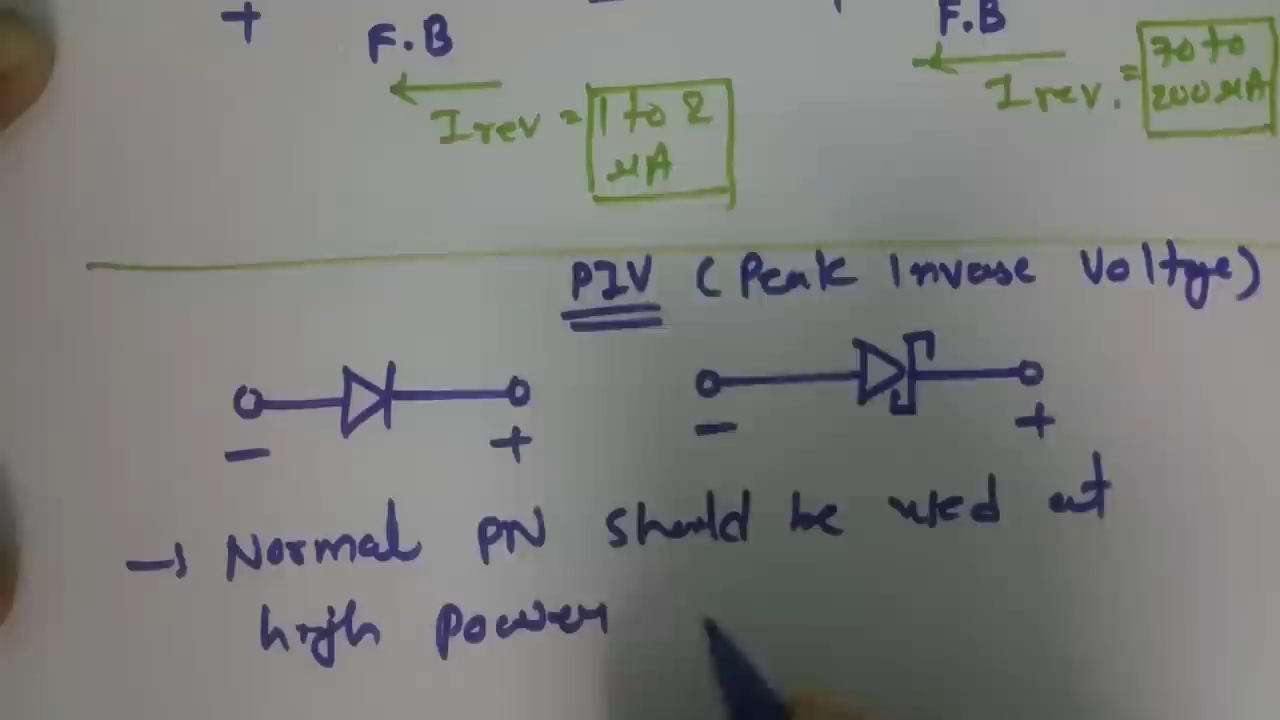 + F.B F.B
Irev = 1 to 2 μA
Irev. = 70 to 200 μA
PIV (Peak Invese Voltge)
− + − +
→ Normal PN should be used at
high power